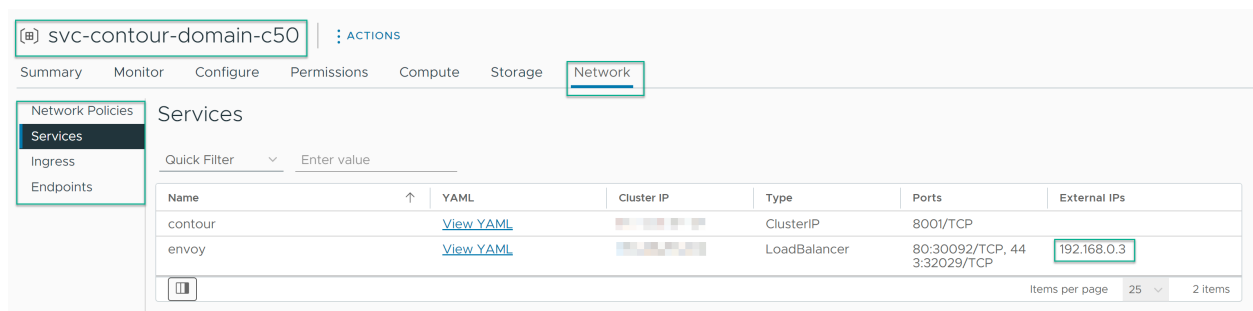 svc-contour-domain-c50 ACTIONS
Summary Monitor Configure Permissions Compute Storage Network
Network Policies
Services
Ingress
Endpoints
Services
Quick Filter Enter value
Name YAML Cluster IP Type Ports External IPs
contour View YAML ClusterIP 8001/TCP
envoy View YAML LoadBalancer 80:30092/TCP, 44 192.168.0.3
3:32029/TCP
Items per page 25 2 items